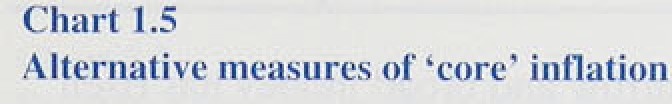 Chart 1.5
Alternative measures of ‘core’ inflation